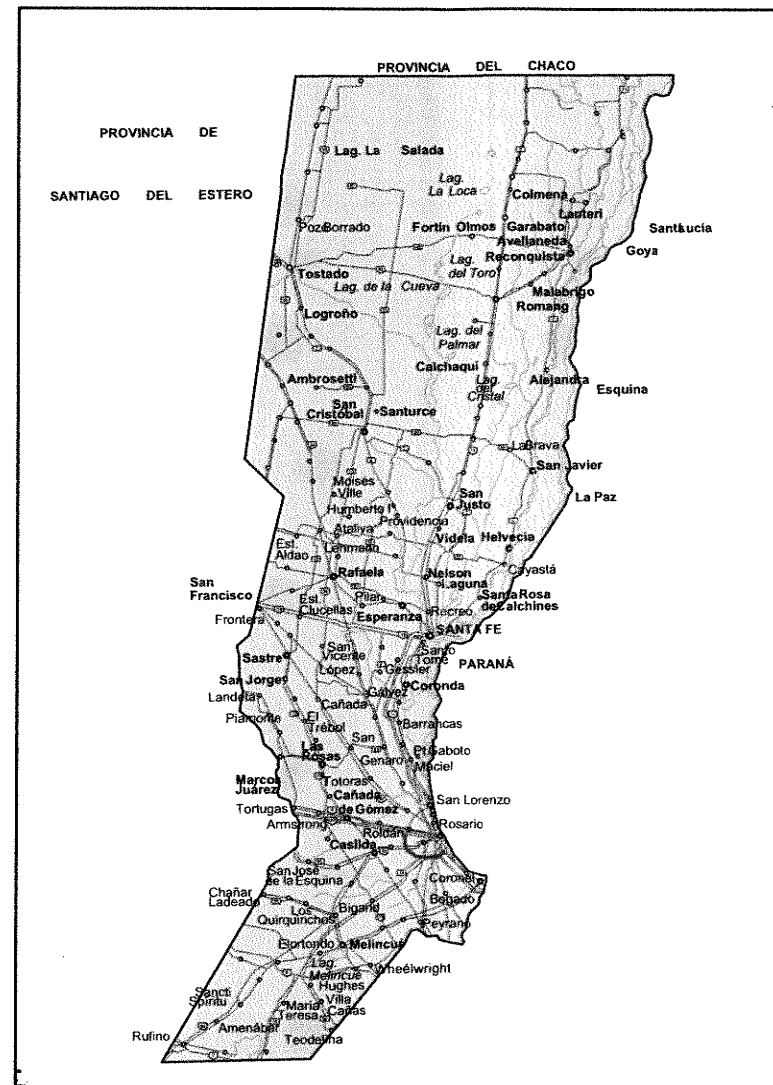 PROVINCIA DEL CHACO
PROVINCIA DE
SANTIAGO DEL ESTERO
Lag. La Salada
Lag.
La Loca
Colmena
Lanteri
Pozo Borrado
Fortín Olmos
Garabato
Avellaneda
Reconquista
Santa Lucía
Goya
Tostado
Lag.
del Toro
Lag. de la Cueva
Malabrigo
Romang
Logroño
Lag. del
Palmar
Calchaquí
Ambrosetti
Lag.
del
Cristal
Alejandra
Esquina
San
Cristóbal
Santurce
La Brava
San Javier
Moisés
Ville
San
Justo
La Paz
Humberto I
Providencia
Ataliva
Videla
Helvecia
Est.
Aldao
Lehmann
Cayastá
San
Francisco
Rafaela
Nelson
Laguna
Est.
Clucellas
Pilar
Santa Rosa
de Calchines
Esperanza
Recreo
Frontera
SANTA FE
San
Vicente
Santo
Tomé
Sastre
López
Gessler
PARANÁ
San Jorge
Coronda
Landeta
Cañada
Gálvez
Piamonte
El
Trébol
Barrancas
Las
Rosas
San
Genaro
Pt. Gaboto
Maciel
Marcos
Juárez
Totoras
Cañada
de Gómez
San Lorenzo
Tortugas
Armstrong
Roldán
Rosario
Casilda
San José
de la Esquina
Coronel
Bogado
Chañar
Ladeado
Los
Quirquinchos
Bigand
Peyrano
Elortondo
Melincué
Lag.
Melincué
Wheelwright
Hughes
Sancti
Spiritu
María
Teresa
Villa
Cañás
Rufino
Amenábar
Teodelina